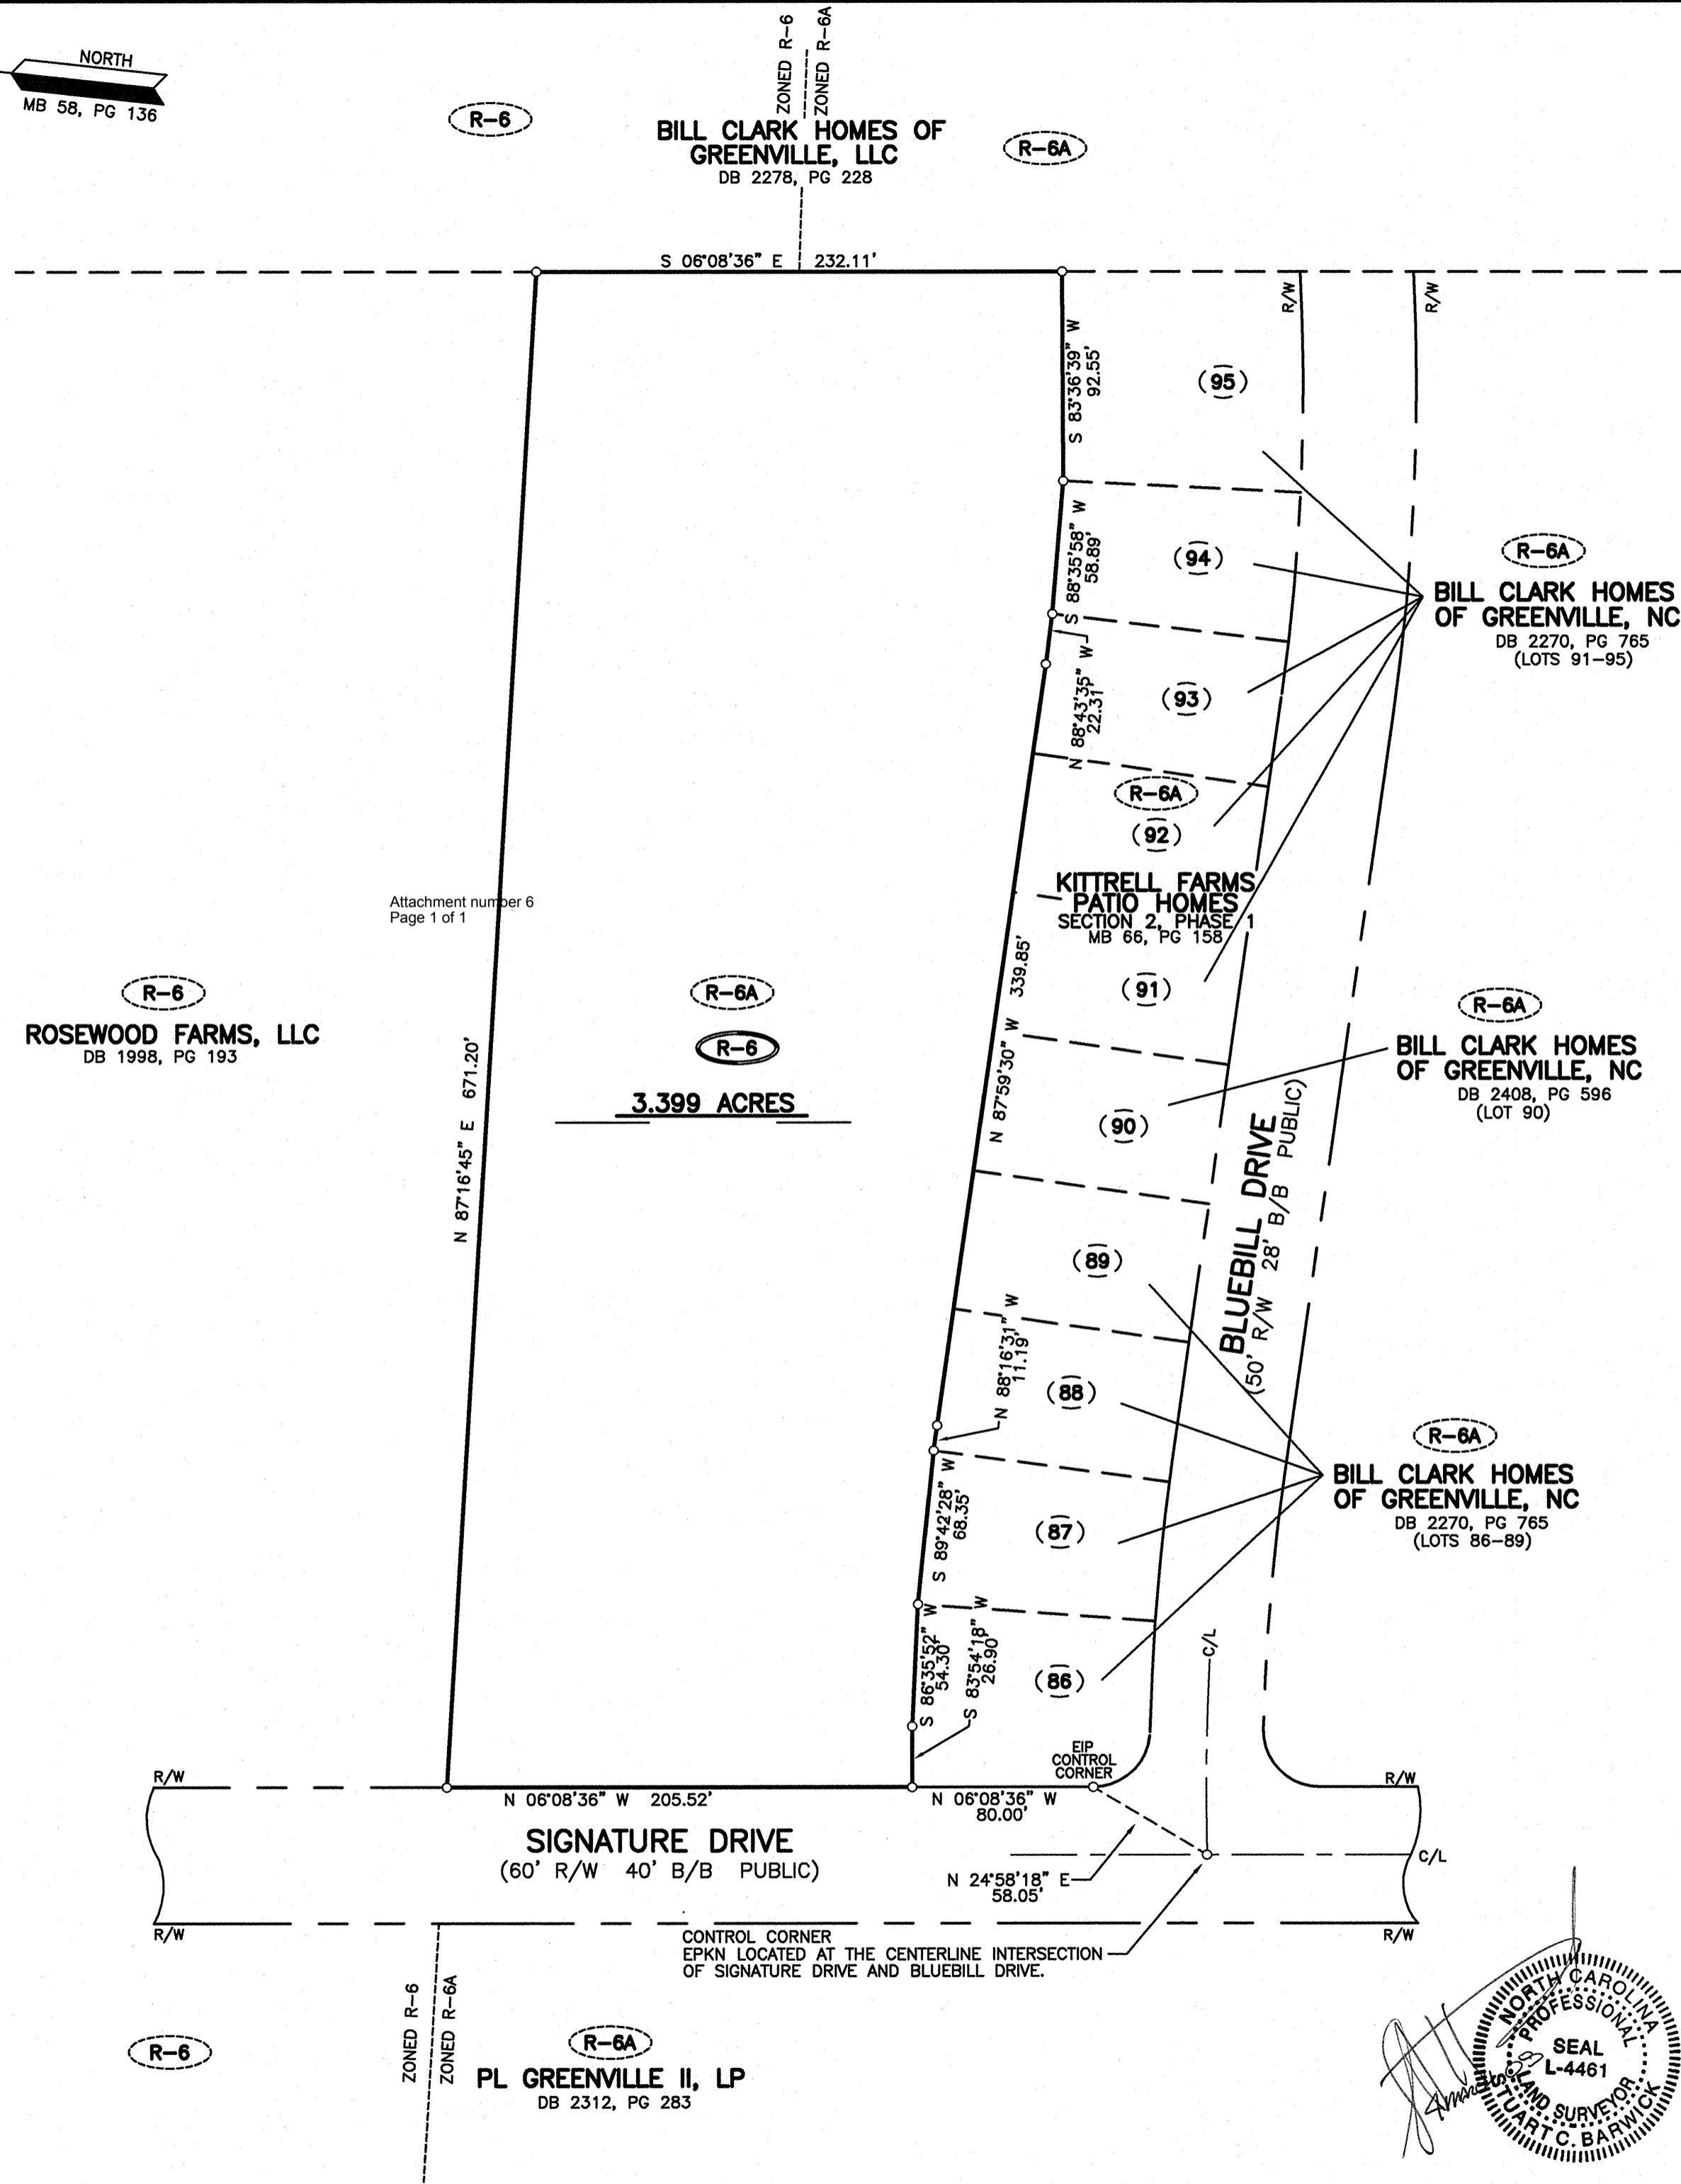 NORTH
MB 58, PG 136
ZONED R-6
ZONED R-6A
R-6
BILL CLARK HOMES OF
GREENVILLE, LLC
DB 2278, PG 228
R-6A
S 06°08'36" E 232.11'
R/W
R/W
S 83°36'39" W
92.55'
(95)
S 88°35'58" W
58.89'
(94)
R-6A
BILL CLARK HOMES
OF GREENVILLE, NC
DB 2270, PG 765
(LOTS 91-95)
N 88°43'35" W
22.31'
(93)
R-6A
(92)
KITTRELL FARMS
PATIO HOMES
SECTION 2, PHASE 1
MB 66, PG 158
Attachment number 6
Page 1 of 1
N 87°59'30" W 339.85'
(91)
R-6
ROSEWOOD FARMS, LLC
DB 1998, PG 193
N 87°16'45" E 671.20'
R-6A
R-6
3.399 ACRES
R-6A
BILL CLARK HOMES
OF GREENVILLE, NC
DB 2408, PG 596
(LOT 90)
(90)
BLUEBILL DRIVE
(50' R/W 28' B/B PUBLIC)
(89)
N 88°16'31" W
11.19'
(88)
R-6A
BILL CLARK HOMES
OF GREENVILLE, NC
DB 2270, PG 765
(LOTS 86-89)
S 89°42'28" W
68.35'
(87)
S 86°35'52" W
54.30'
S 83°54'18" W
26.90'
(86)
C/L
EIP
CONTROL
CORNER
R/W
R/W
N 06°08'36" W 205.52'
N 06°08'36" W
80.00'
SIGNATURE DRIVE
(60' R/W 40' B/B PUBLIC)
C/L
N 24°58'18" E
58.05'
R/W
R/W
CONTROL CORNER
EPKN LOCATED AT THE CENTERLINE INTERSECTION
OF SIGNATURE DRIVE AND BLUEBILL DRIVE.
ZONED R-6
ZONED R-6A
R-6
R-6A
PL GREENVILLE II, LP
DB 2312, PG 283
NORTH CAROLINA
PROFESSIONAL
SEAL
L-4461
LAND SURVEYOR
STUART C. BARWICK